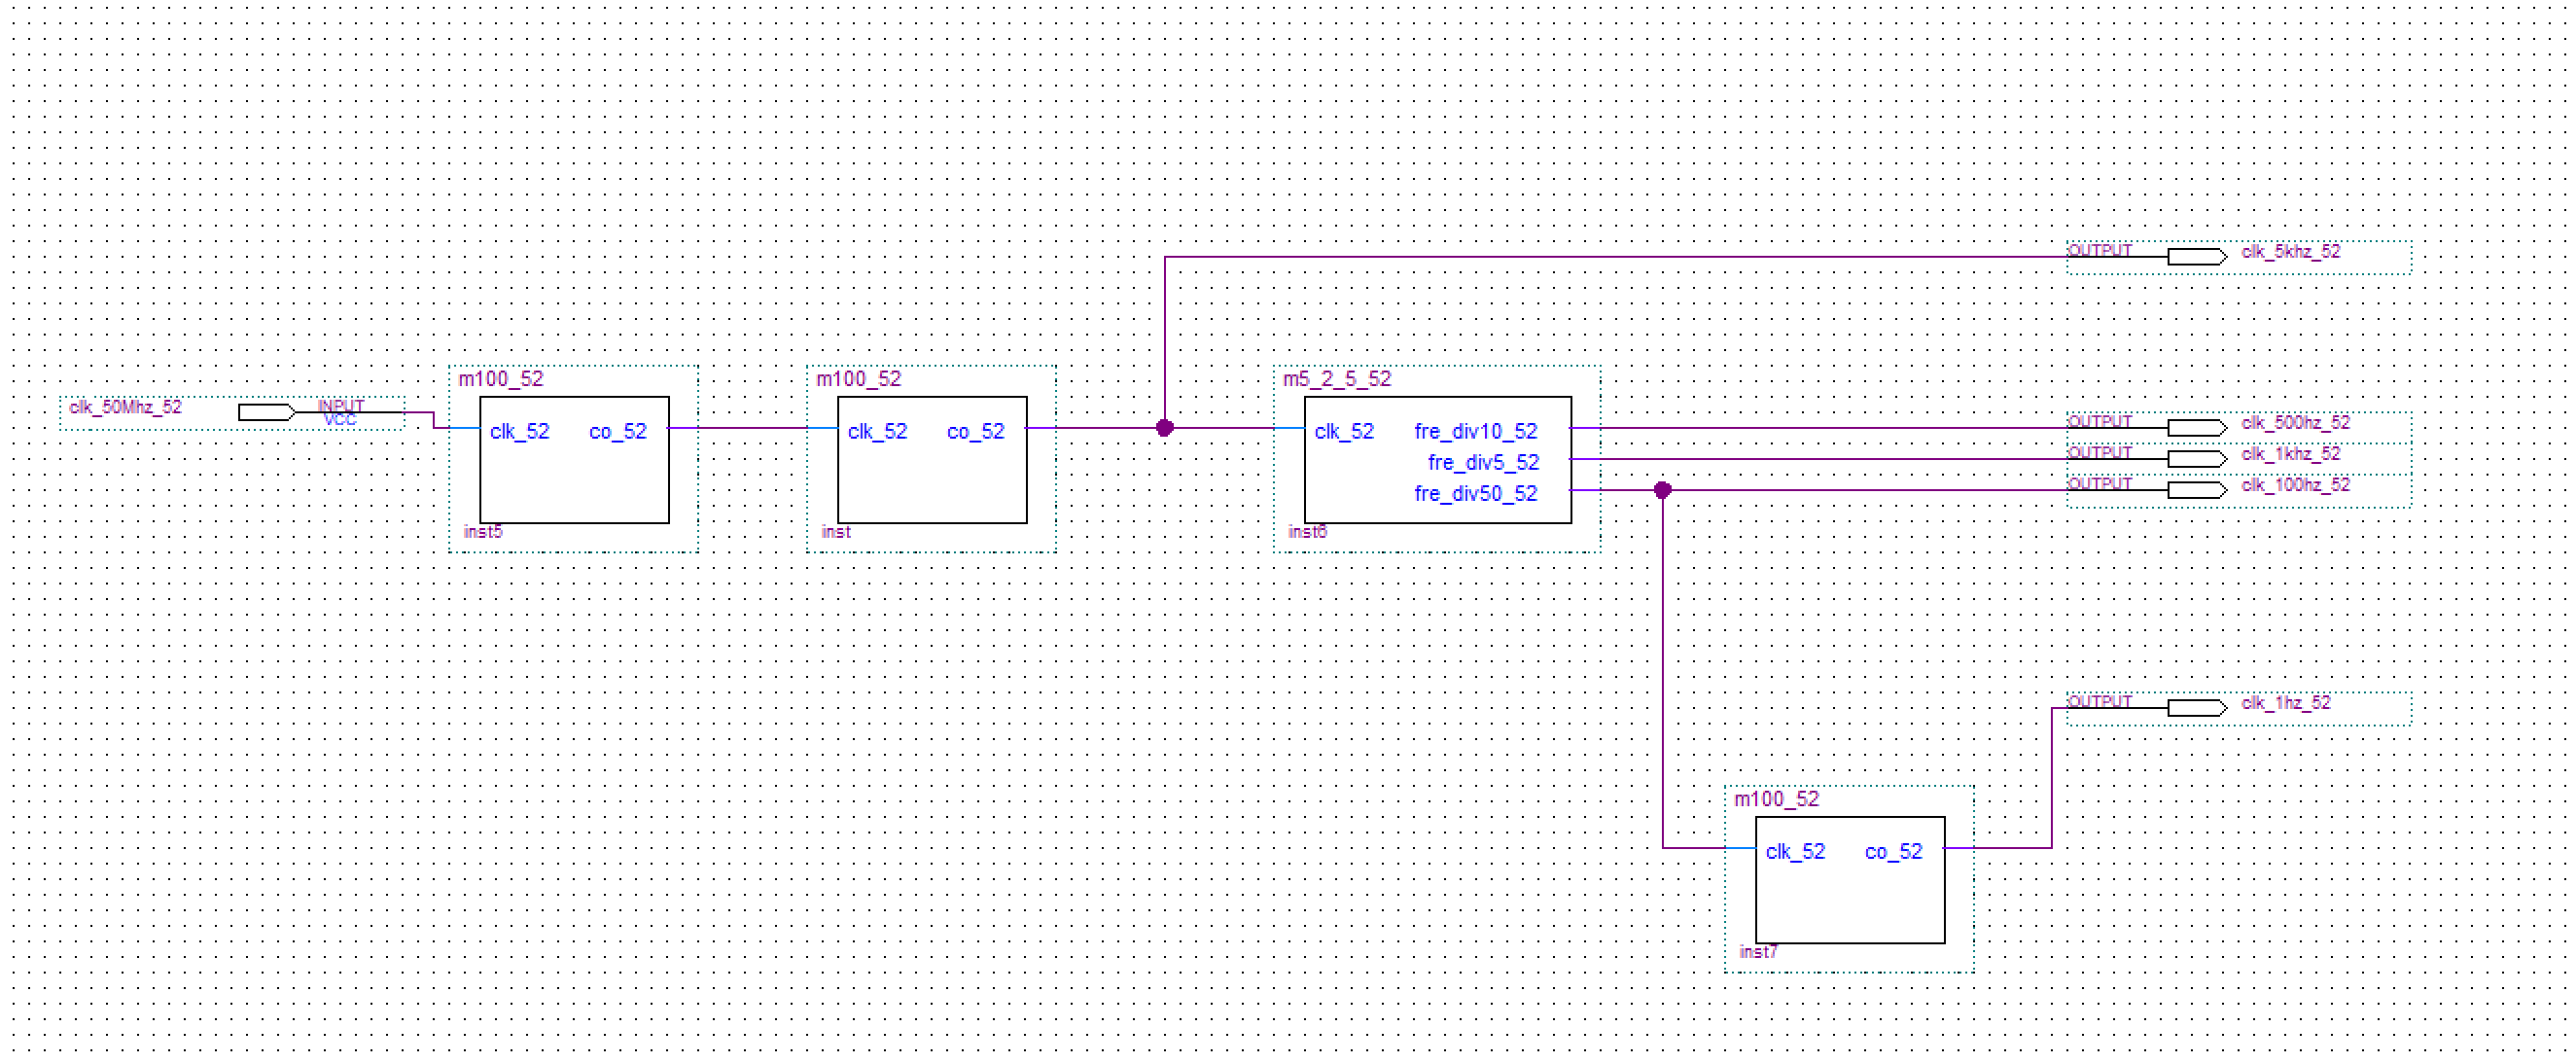 OUTPUT clk_5khz_52
m100_52
m100_52
m5_2_5_52
clk_50Mhz_52 INPUT
VCC
clk_52 co_52
clk_52 co_52
clk_52 fre_div10_52
fre_div5_52
fre_div50_52
OUTPUT clk_500hz_52
OUTPUT clk_1khz_52
OUTPUT clk_100hz_52
inst5
inst
inst6
OUTPUT clk_1hz_52
m100_52
clk_52 co_52
inst7